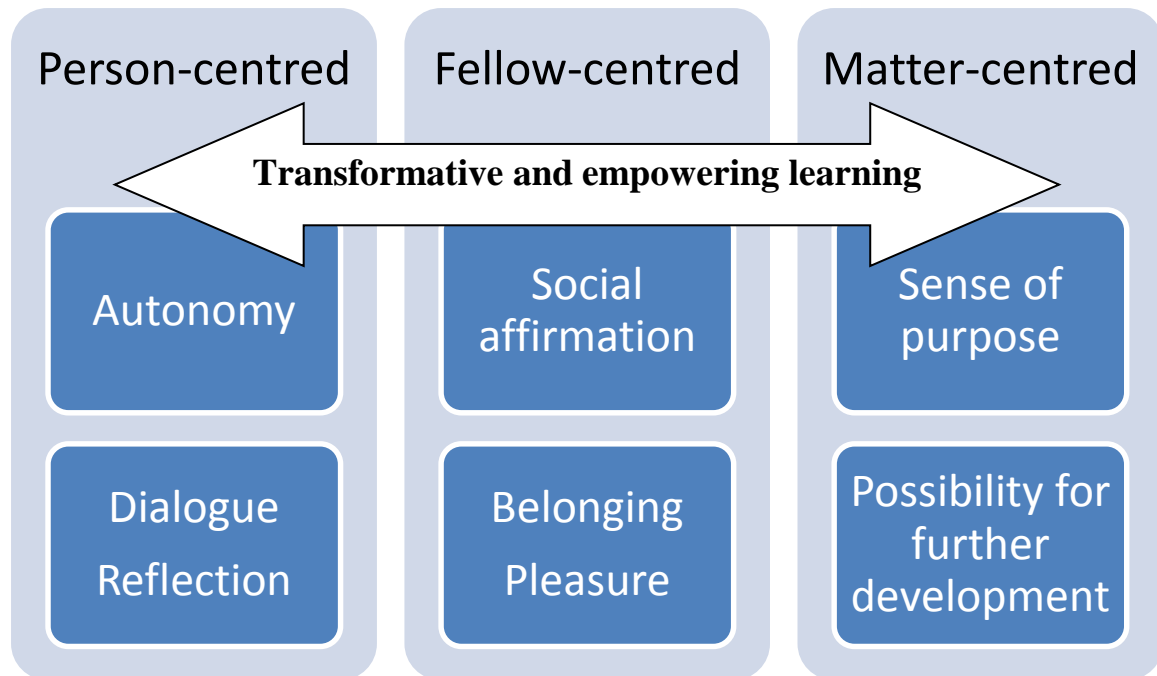 Person-centred
Fellow-centred
Matter-centred
Transformative and empowering learning
Autonomy
Social
affirmation
Sense of
purpose
Dialogue
Reflection
Belonging
Pleasure
Possibility for
further
development